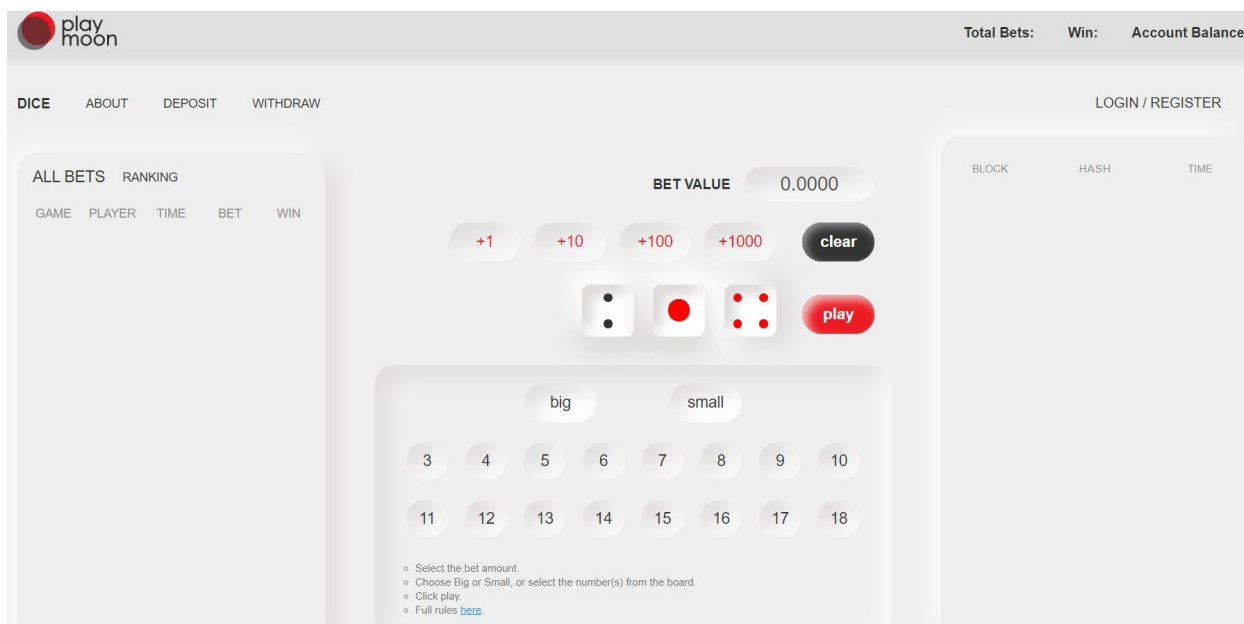 play
moon
Total Bets: Win: Account Balance
DICE ABOUT DEPOSIT WITHDRAW LOGIN / REGISTER
ALL BETS RANKING
GAME PLAYER TIME BET WIN
BET VALUE 0.0000
+1 +10 +100 +1000 clear
play
big small
3 4 5 6 7 8 9 10
11 12 13 14 15 16 17 18
Select the bet amount.
Choose Big or Small, or select the number(s) from the board.
Click play.
Full rules here.
BLOCK HASH TIME